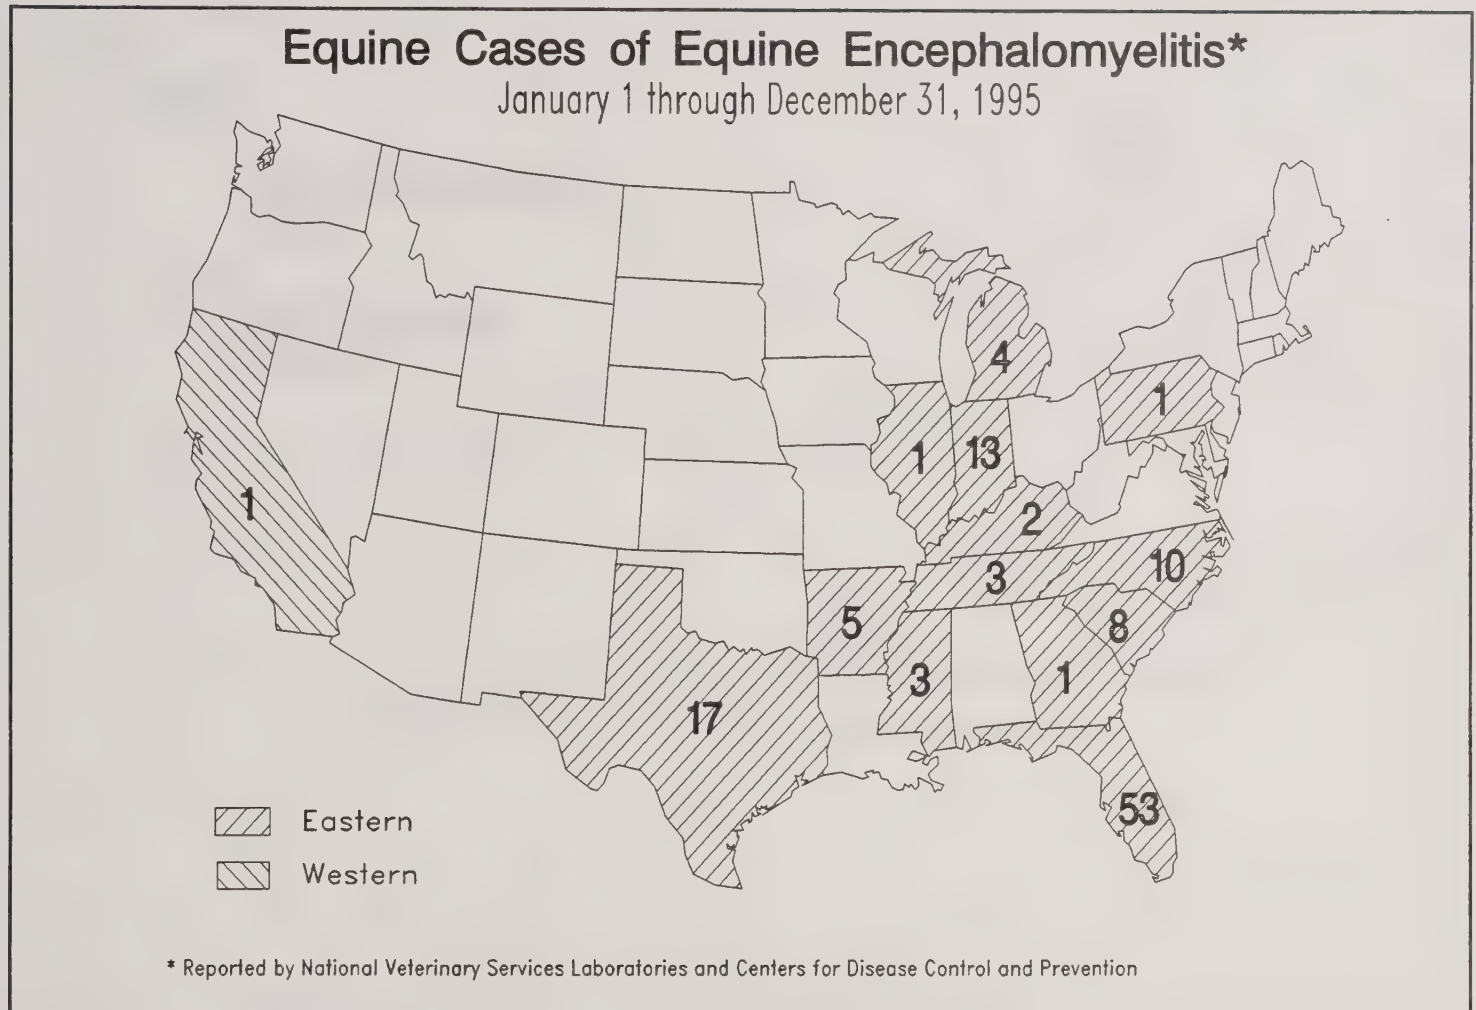 Equine Cases of Equine Encephalomyelitis*
January 1 through December 31, 1995
4
1
1
13
1
2
10
3
5
8
3
1
17
53
Eastern
Western
* Reported by National Veterinary Services Laboratories and Centers for Disease Control and Prevention